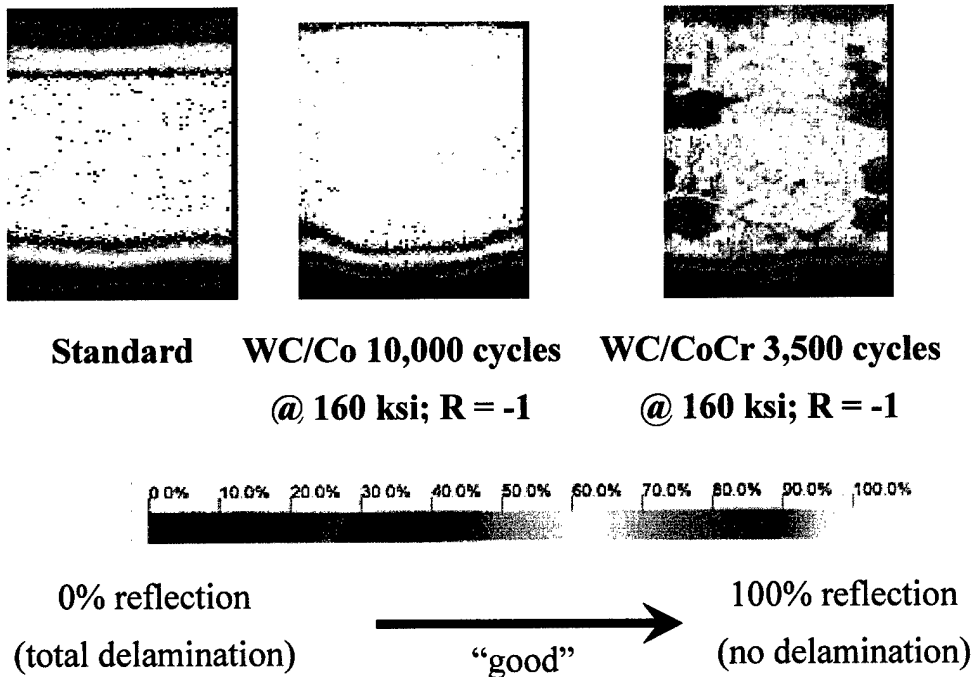 Standard
WC/Co 10,000 cycles
@ 160 ksi; R = -1
WC/CoCr 3,500 cycles
@ 160 ksi; R = -1
0.0% 10.0% 20.0% 30.0% 40.0% 50.0% 60.0% 70.0% 80.0% 90.0% 100.0%
0% reflection
(total delamination)
"good"
100% reflection
(no delamination)